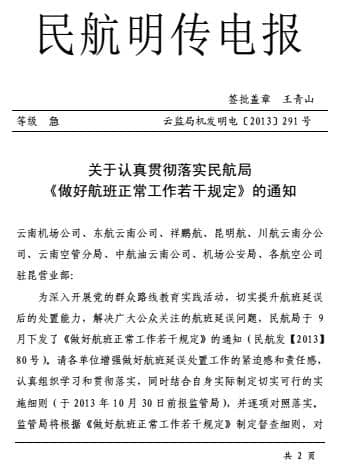 民航明传电报
签批盖章 王青山
等级 急 云监局机发明电〔2013〕291号
关于认真贯彻落实民航局
《做好航班正常工作若干规定》的通知
云南机场公司、东航云南公司、祥鹏航、昆明航、川航云南分公
司、云南空管分局、中航油云南公司、机场公安局、各航空公司
驻昆营业部：
为深入开展党的群众路线教育实践活动，切实提升航班延误
后的处置能力，解决广大公众关注的航班延误问题，民航局于 9
月下发了《做好航班正常工作若干规定》的通知（民航发【2013】
80 号）。请各单位增强做好航班延误处置工作的紧迫感和责任感，
认真组织学习和贯彻落实，同时结合自身实际制定切实可行的实
施细则（于 2013 年 10 月 30 日前报监管局），并逐项对照落实。
监管局将根据《做好航班正常工作若干规定》制定督查细则，对
共 2 页